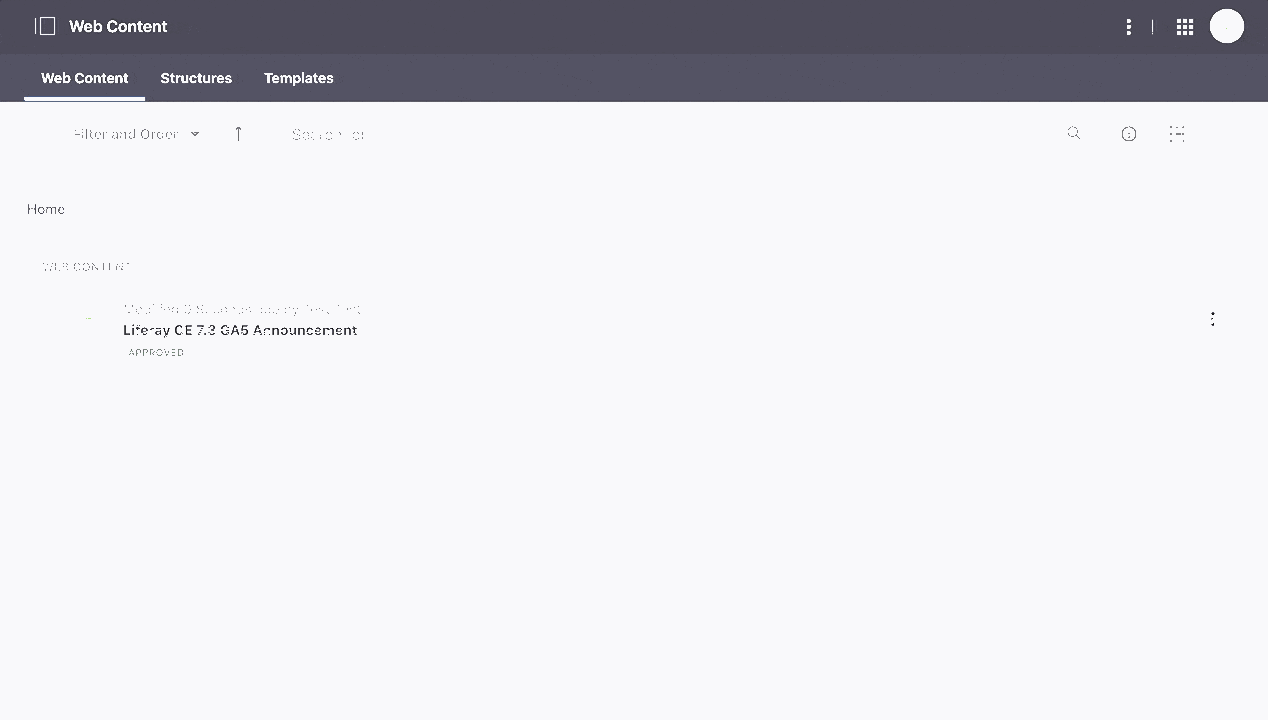 Web Content
Web Content
Structures
Templates
Filter and Order
Search for
Home
WEB CONTENT
Modified
Liferay CE 7.3 GA5 Announcement
APPROVED